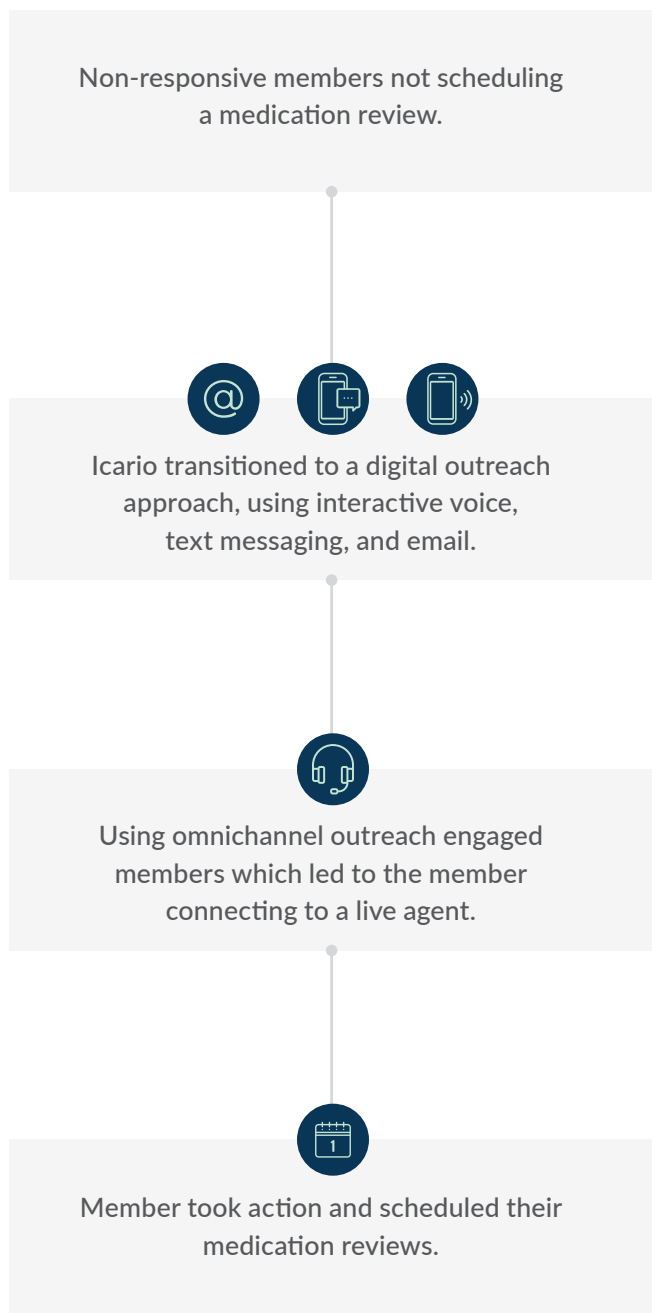 Non-responsive members not scheduling
a medication review.
@
Icario transitioned to a digital outreach
approach, using interactive voice,
text messaging, and email.
Using omnichannel outreach engaged
members which led to the member
connecting to a live agent.
1
Member took action and scheduled their
medication reviews.